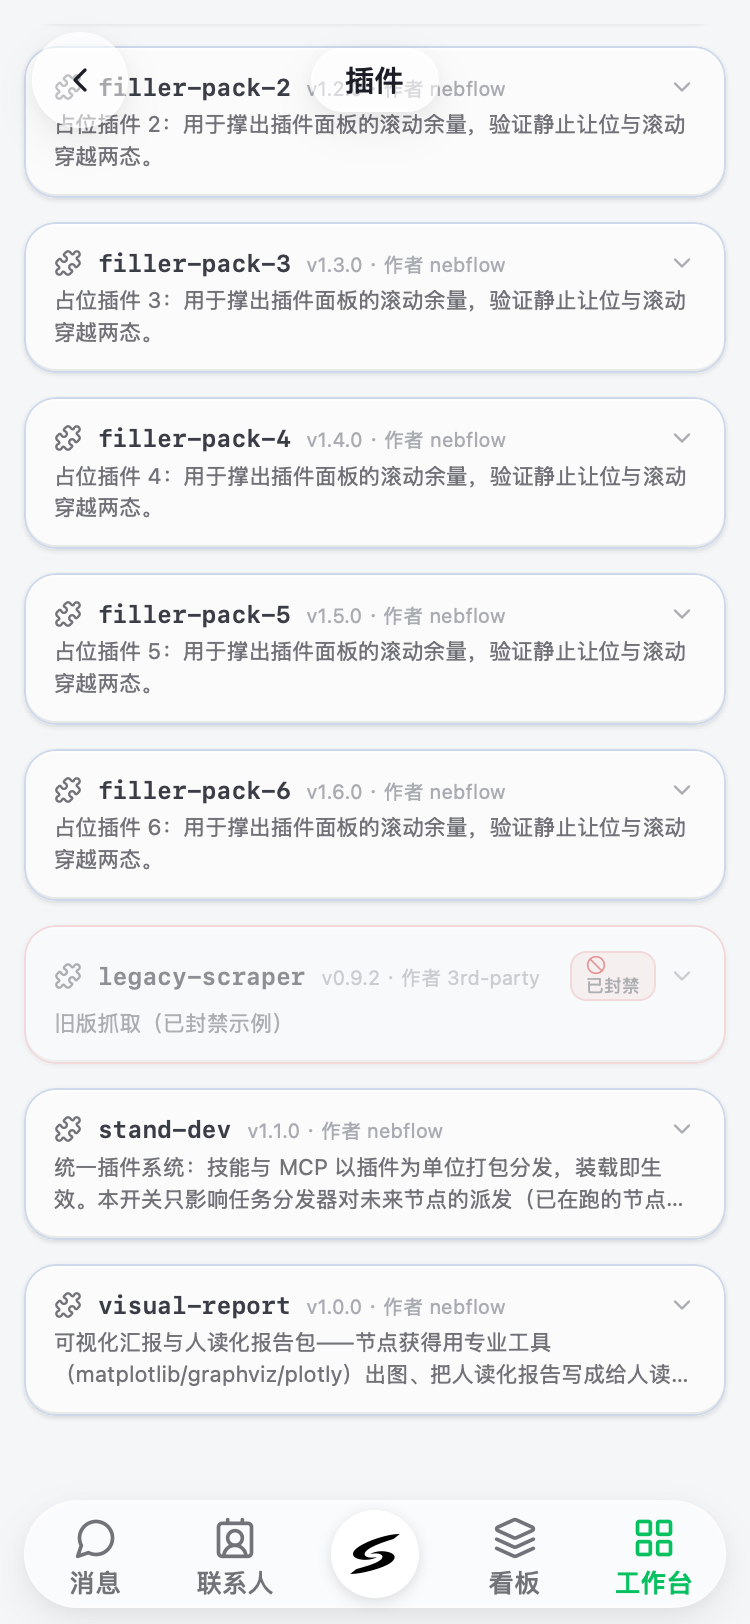 插件
filler-pack-2 v1.2.0 · 作者 nebflow
占位插件 2：用于撑出插件面板的滚动余量，验证静止让位与滚动
穿越两态。
filler-pack-3 v1.3.0 · 作者 nebflow
占位插件 3：用于撑出插件面板的滚动余量，验证静止让位与滚动
穿越两态。
filler-pack-4 v1.4.0 · 作者 nebflow
占位插件 4：用于撑出插件面板的滚动余量，验证静止让位与滚动
穿越两态。
filler-pack-5 v1.5.0 · 作者 nebflow
占位插件 5：用于撑出插件面板的滚动余量，验证静止让位与滚动
穿越两态。
filler-pack-6 v1.6.0 · 作者 nebflow
占位插件 6：用于撑出插件面板的滚动余量，验证静止让位与滚动
穿越两态。
legacy-scraper v0.9.2 · 作者 3rd-party
已封禁
旧版抓取（已封禁示例）
stand-dev v1.1.0 · 作者 nebflow
统一插件系统：技能与 MCP 以插件为单位打包分发，装载即生
效。本开关只影响任务分发器对未来节点的派发（已在跑的节点...
visual-report v1.0.0 · 作者 nebflow
可视化汇报与人读化报告包——节点获得用专业工具
（matplotlib/graphviz/plotly）出图、把人读化报告写成给人读...
消息 联系人 看板 工作台